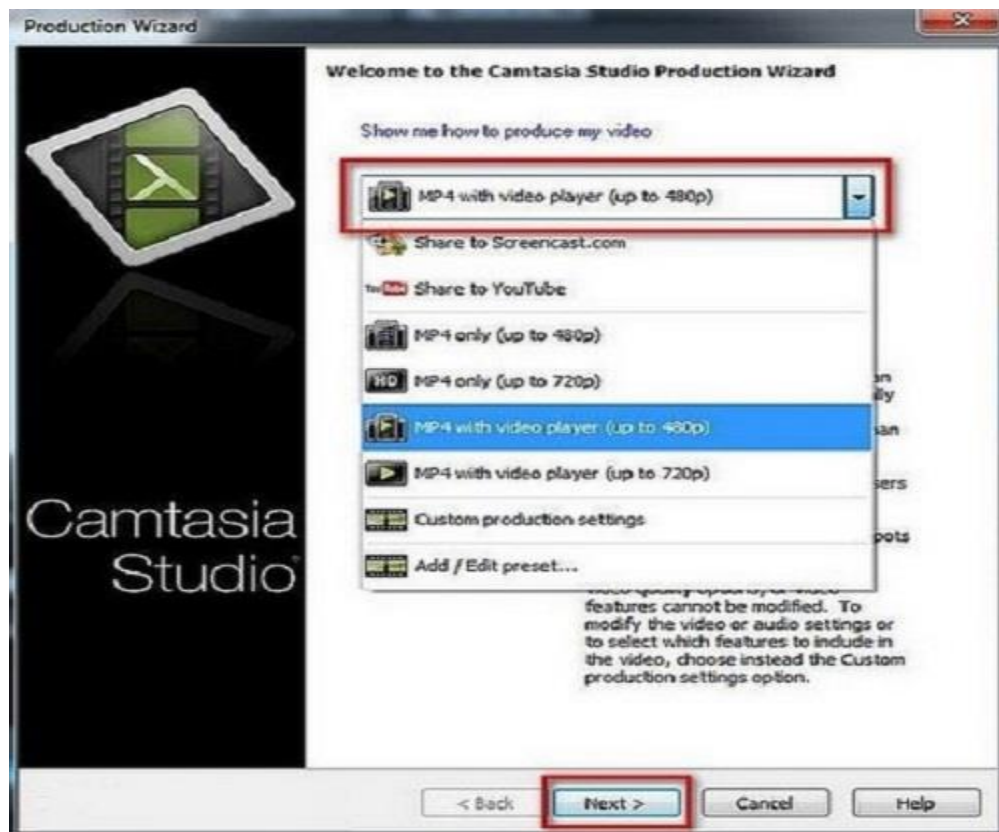 Production Wizard
Welcome to the Camtasia Studio Production Wizard
Show me how to produce my video
MP4 with video player (up to 480p)
Share to Screencast.com
You Tube Share to YouTube
MP4 only (up to 480p)
HD MP4 only (up to 720p)
MP4 with video player (up to 480p)
MP4 with video player (up to 720p)
Custom production settings
Add / Edit preset...
features cannot be modified. To
modify the video or audio settings or
to select which features to include in
the video, choose instead the Custom
production settings option.
Camtasia
Studio
< Back
Next >
Cancel
Help